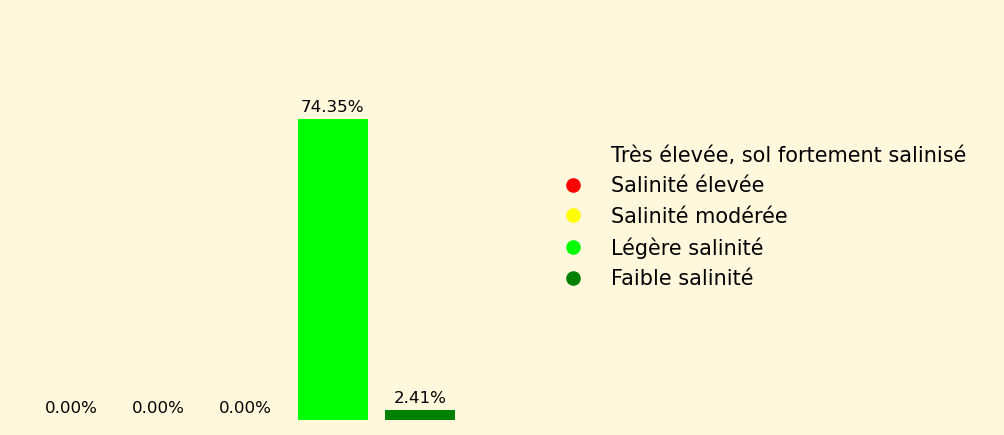 74.35%
Très élevée, sol fortement salinisé
Salinité élevée
Salinité modérée
Légère salinité
Faible salinité
2.41%
0.00% 0.00% 0.00%